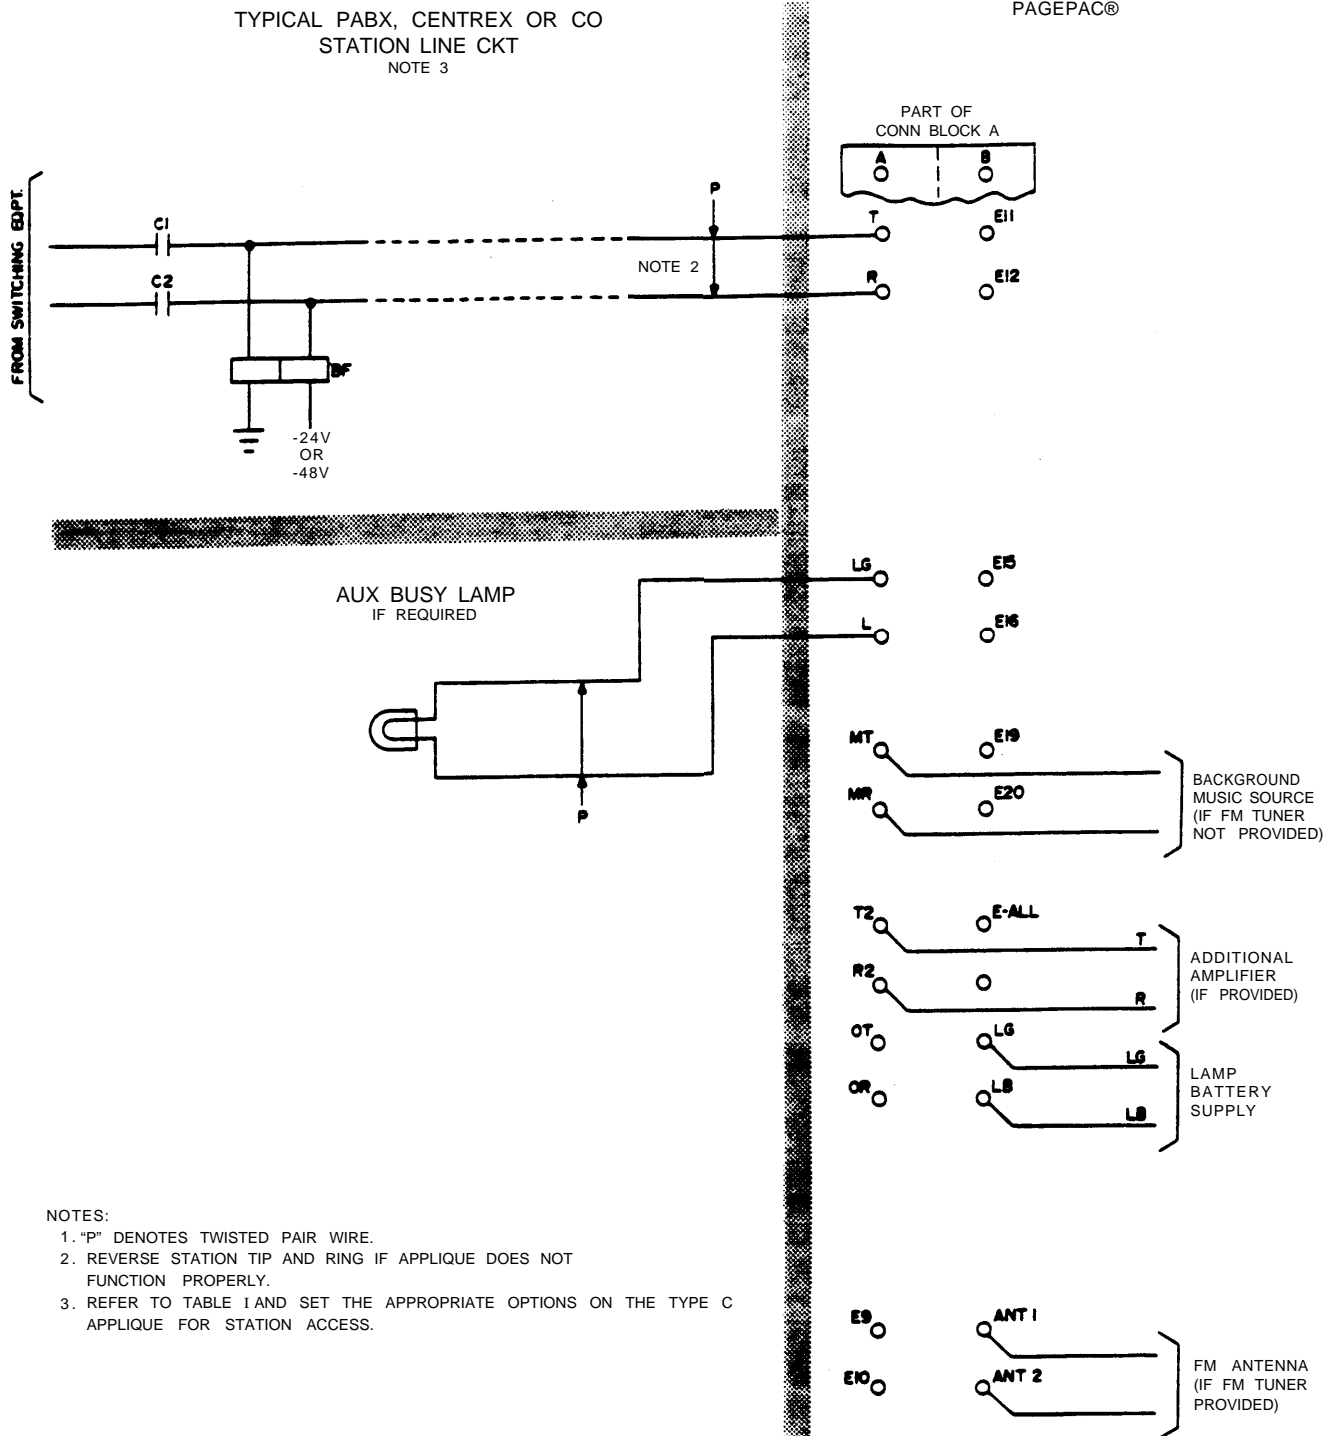 TYPICAL PABX, CENTREX OR CO
STATION LINE CKT
NOTE 3
PAGEPAC®
PART OF
CONN BLOCK A
A
B
FROM SWITCHING EQPT.
C1
C2
P
NOTE 2
T
E11
R
E12
BF
-24V
OR
-48V
AUX BUSY LAMP
IF REQUIRED
LG
E15
L
E16
P
MT
E19
MR
E20
BACKGROUND
MUSIC SOURCE
(IF FM TUNER
NOT PROVIDED)
T2
E-ALL
T
R2
R
ADDITIONAL
AMPLIFIER
(IF PROVIDED)
OT
LG
LG
OR
LB
LB
LAMP
BATTERY
SUPPLY
NOTES:
1. "P" DENOTES TWISTED PAIR WIRE.
2. REVERSE STATION TIP AND RING IF APPLIQUE DOES NOT
FUNCTION PROPERLY.
3. REFER TO TABLE I AND SET THE APPROPRIATE OPTIONS ON THE TYPE C
APPLIQUE FOR STATION ACCESS.
E9
ANT 1
E10
ANT 2
FM ANTENNA
(IF FM TUNER
PROVIDED)